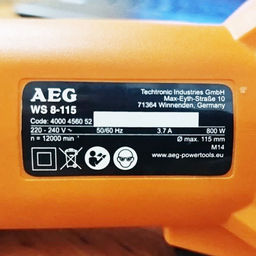 AEG
WS 8-115
Code: 4000 4560 52
Techtronic Industries GmbH
Max-Eyth-Straße 10
71364 Winnenden, Germany
220 - 240 V ~ 50/60 Hz 3.7 A 800 W
n = 12000 min⁻¹ ⌀ max. 115 mm
M14
www.aeg-powertools.eu